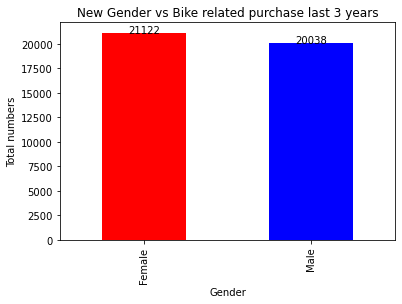 New Gender vs Bike related purchase last 3 years
21122
20038
20000
17500
15000
12500
10000
7500
5000
2500
0
Total numbers
Female
Male
Gender